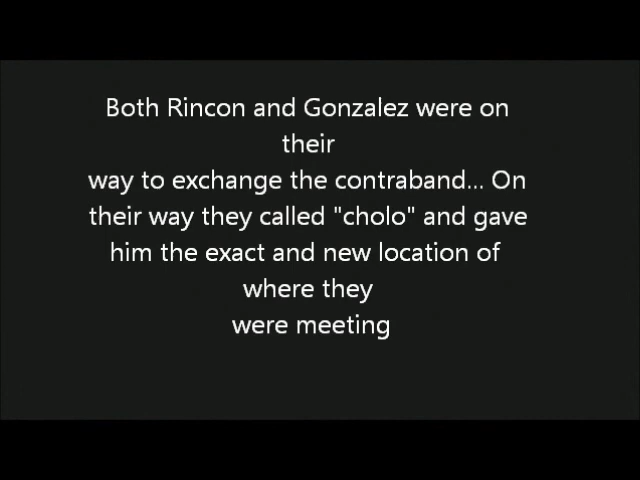 Both Rincon and Gonzalez were on
their
way to exchange the contraband... On
their way they called "cholo" and gave
him the exact and new location of
where they
were meeting